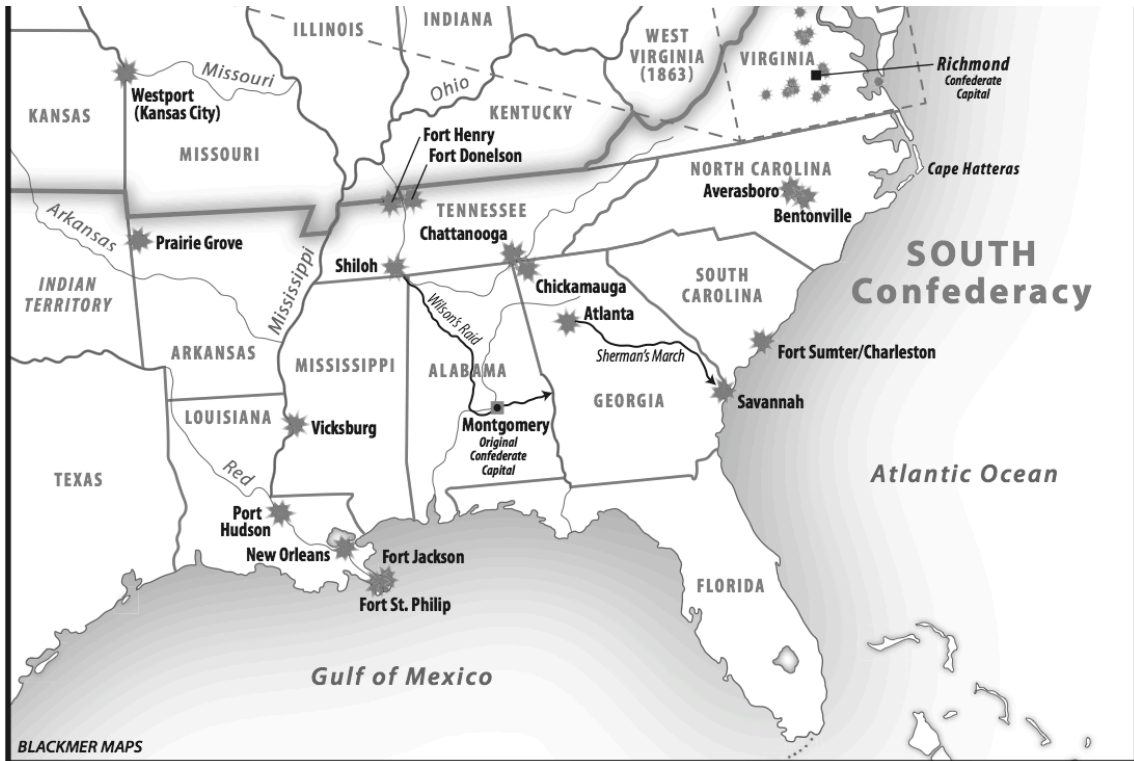 ILLINOIS
INDIANA
WEST
VIRGINIA
(1863)
VIRGINIA
Richmond
Confederate
Capital
Missouri
Ohio
Westport
(Kansas City)
KANSAS
MISSOURI
KENTUCKY
Fort Henry
Fort Donelson
NORTH CAROLINA
Cape Hatteras
Averasboro
Bentonville
TENNESSEE
Chattanooga
Arkansas
Prairie Grove
Mississippi
Shiloh
SOUTH
Confederacy
INDIAN
TERRITORY
Chickamauga
SOUTH
CAROLINA
Wilson's Raid
Atlanta
Sherman's March
Fort Sumter/Charleston
ARKANSAS
MISSISSIPPI
ALABAMA
GEORGIA
Savannah
LOUISIANA
Vicksburg
Montgomery
Original
Confederate
Capital
Red
TEXAS
Atlantic Ocean
Port
Hudson
New Orleans
Fort Jackson
Fort St. Philip
FLORIDA
Gulf of Mexico
BLACKMER MAPS